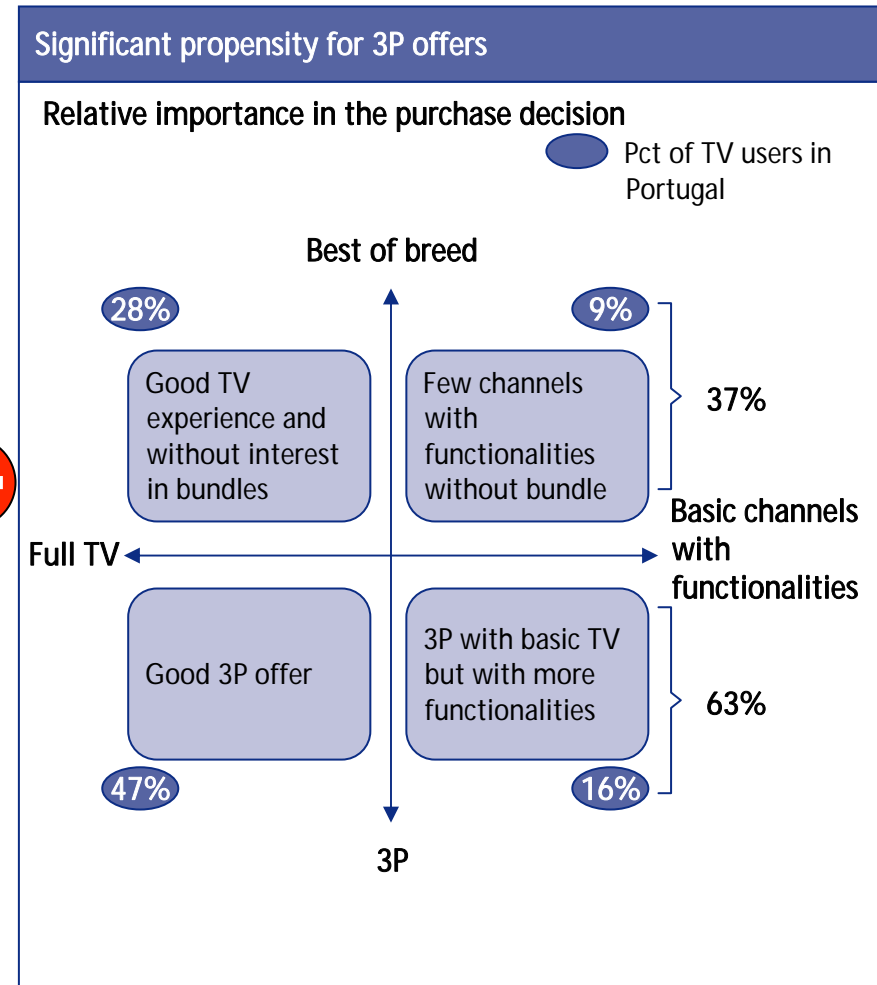 Significant propensity for 3P offers
Relative importance in the purchase decision
Pct of TV users in
Portugal
Best of breed
28%
9%
Good TV
experience and
without interest
in bundles
Few channels
with
functionalities
without bundle
37%
Full TV
Basic channels
with
functionalities
Good 3P offer
3P with basic TV
but with more
functionalities
63%
47%
16%
3P